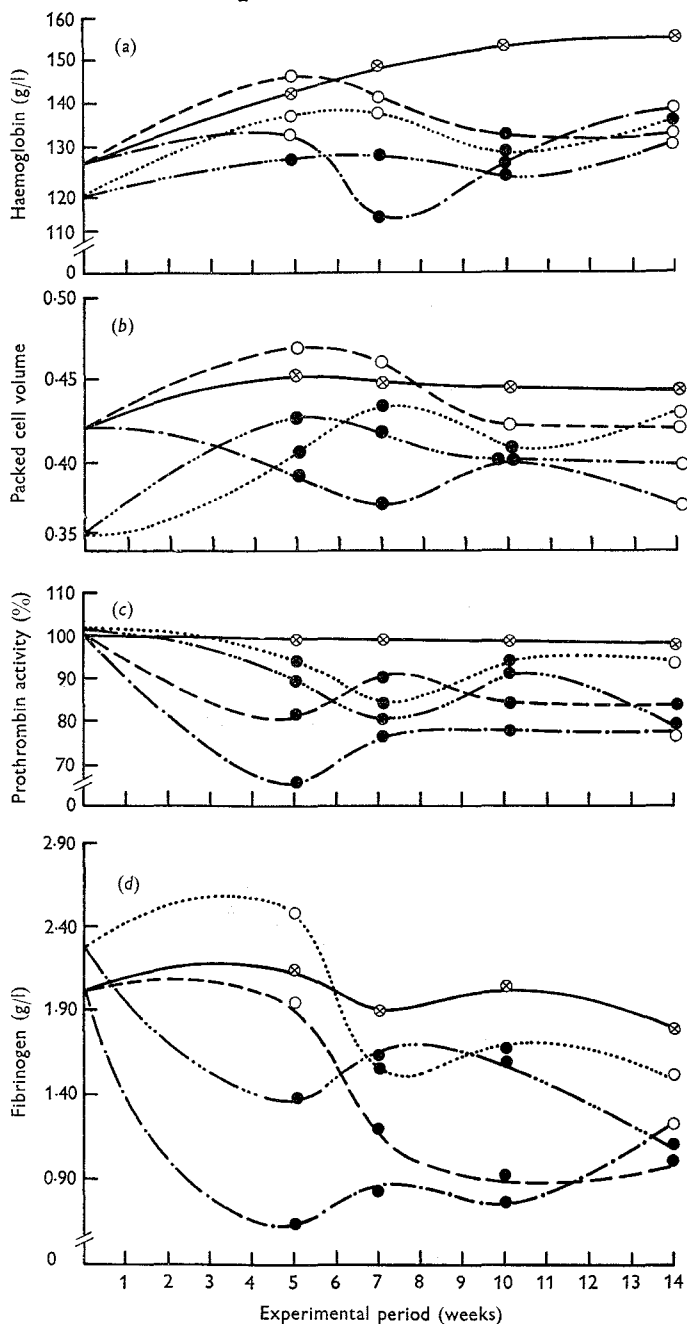 (a)
Haemoglobin (g/l)
160
150
140
130
120
110
0
(b)
Packed cell volume
0·50
0·45
0·40
0·35
(c)
Prothrombin activity (%)
110
100
90
80
70
0
(d)
Fibrinogen (g/l)
2·90
2·40
1·90
1·40
0·90
0
1 2 3 4 5 6 7 8 9 10 11 12 13 14
Experimental period (weeks)